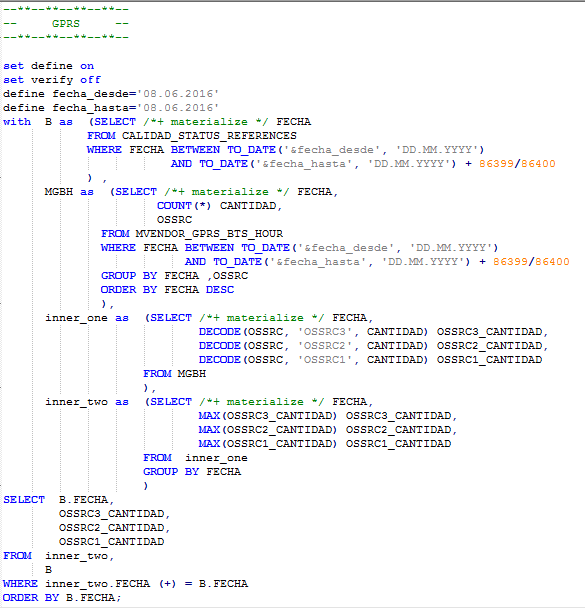 --**--**--**--**--
--     GPRS     --
--**--**--**--**--

set define on
set verify off
define fecha_desde='08.06.2016'
define fecha_hasta='08.06.2016'
with  B as  (SELECT /*+ materialize */ FECHA
            FROM CALIDAD_STATUS_REFERENCES
            WHERE FECHA BETWEEN TO_DATE('&fecha_desde', 'DD.MM.YYYY')
                        AND TO_DATE('&fecha_hasta', 'DD.MM.YYYY') + 86399/86400
            ) ,
      MGBH as  (SELECT /*+ materialize */ FECHA,
                      COUNT(*) CANTIDAD,
                      OSSRC
              FROM MVENDOR_GPRS_BTS_HOUR
              WHERE FECHA BETWEEN TO_DATE('&fecha_desde', 'DD.MM.YYYY')
                          AND TO_DATE('&fecha_hasta', 'DD.MM.YYYY') + 86399/86400
              GROUP BY FECHA ,OSSRC
              ORDER BY FECHA DESC
              ),
      inner_one as  (SELECT /*+ materialize */ FECHA,
                            DECODE(OSSRC, 'OSSRC3', CANTIDAD) OSSRC3_CANTIDAD,
                            DECODE(OSSRC, 'OSSRC2', CANTIDAD) OSSRC2_CANTIDAD,
                            DECODE(OSSRC, 'OSSRC1', CANTIDAD) OSSRC1_CANTIDAD
                    FROM MGBH
                    ),
      inner_two as  (SELECT /*+ materialize */ FECHA,
                            MAX(OSSRC3_CANTIDAD) OSSRC3_CANTIDAD,
                            MAX(OSSRC2_CANTIDAD) OSSRC2_CANTIDAD,
                            MAX(OSSRC1_CANTIDAD) OSSRC1_CANTIDAD
                    FROM  inner_one
                    GROUP BY FECHA
                    )
SELECT  B.FECHA,
        OSSRC3_CANTIDAD,
        OSSRC2_CANTIDAD,
        OSSRC1_CANTIDAD
FROM  inner_two,
      B
WHERE inner_two.FECHA (+) = B.FECHA
ORDER BY B.FECHA;